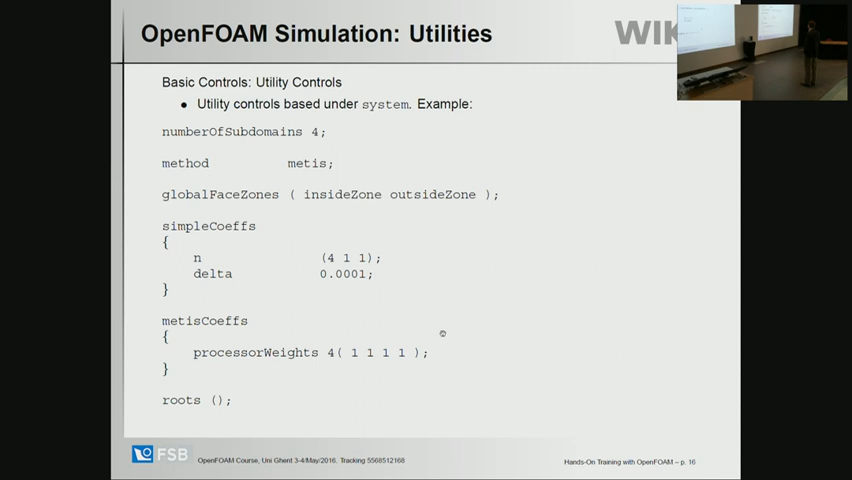 OpenFOAM Simulation: Utilities
WIK
Basic Controls: Utility Controls
• Utility controls based under system. Example:
numberOfSubdomains 4;
method metis;
globalFaceZones ( insideZone outsideZone );
simpleCoeffs
{
n (4 1 1);
delta 0.0001;
}
metisCoeffs
{
processorWeights 4( 1 1 1 1 );
}
roots ();
FSB
OpenFOAM Course, Uni Ghent 3-4/May/2016. Tracking 5568512168
Hands-On Training with OpenFOAM – p. 16